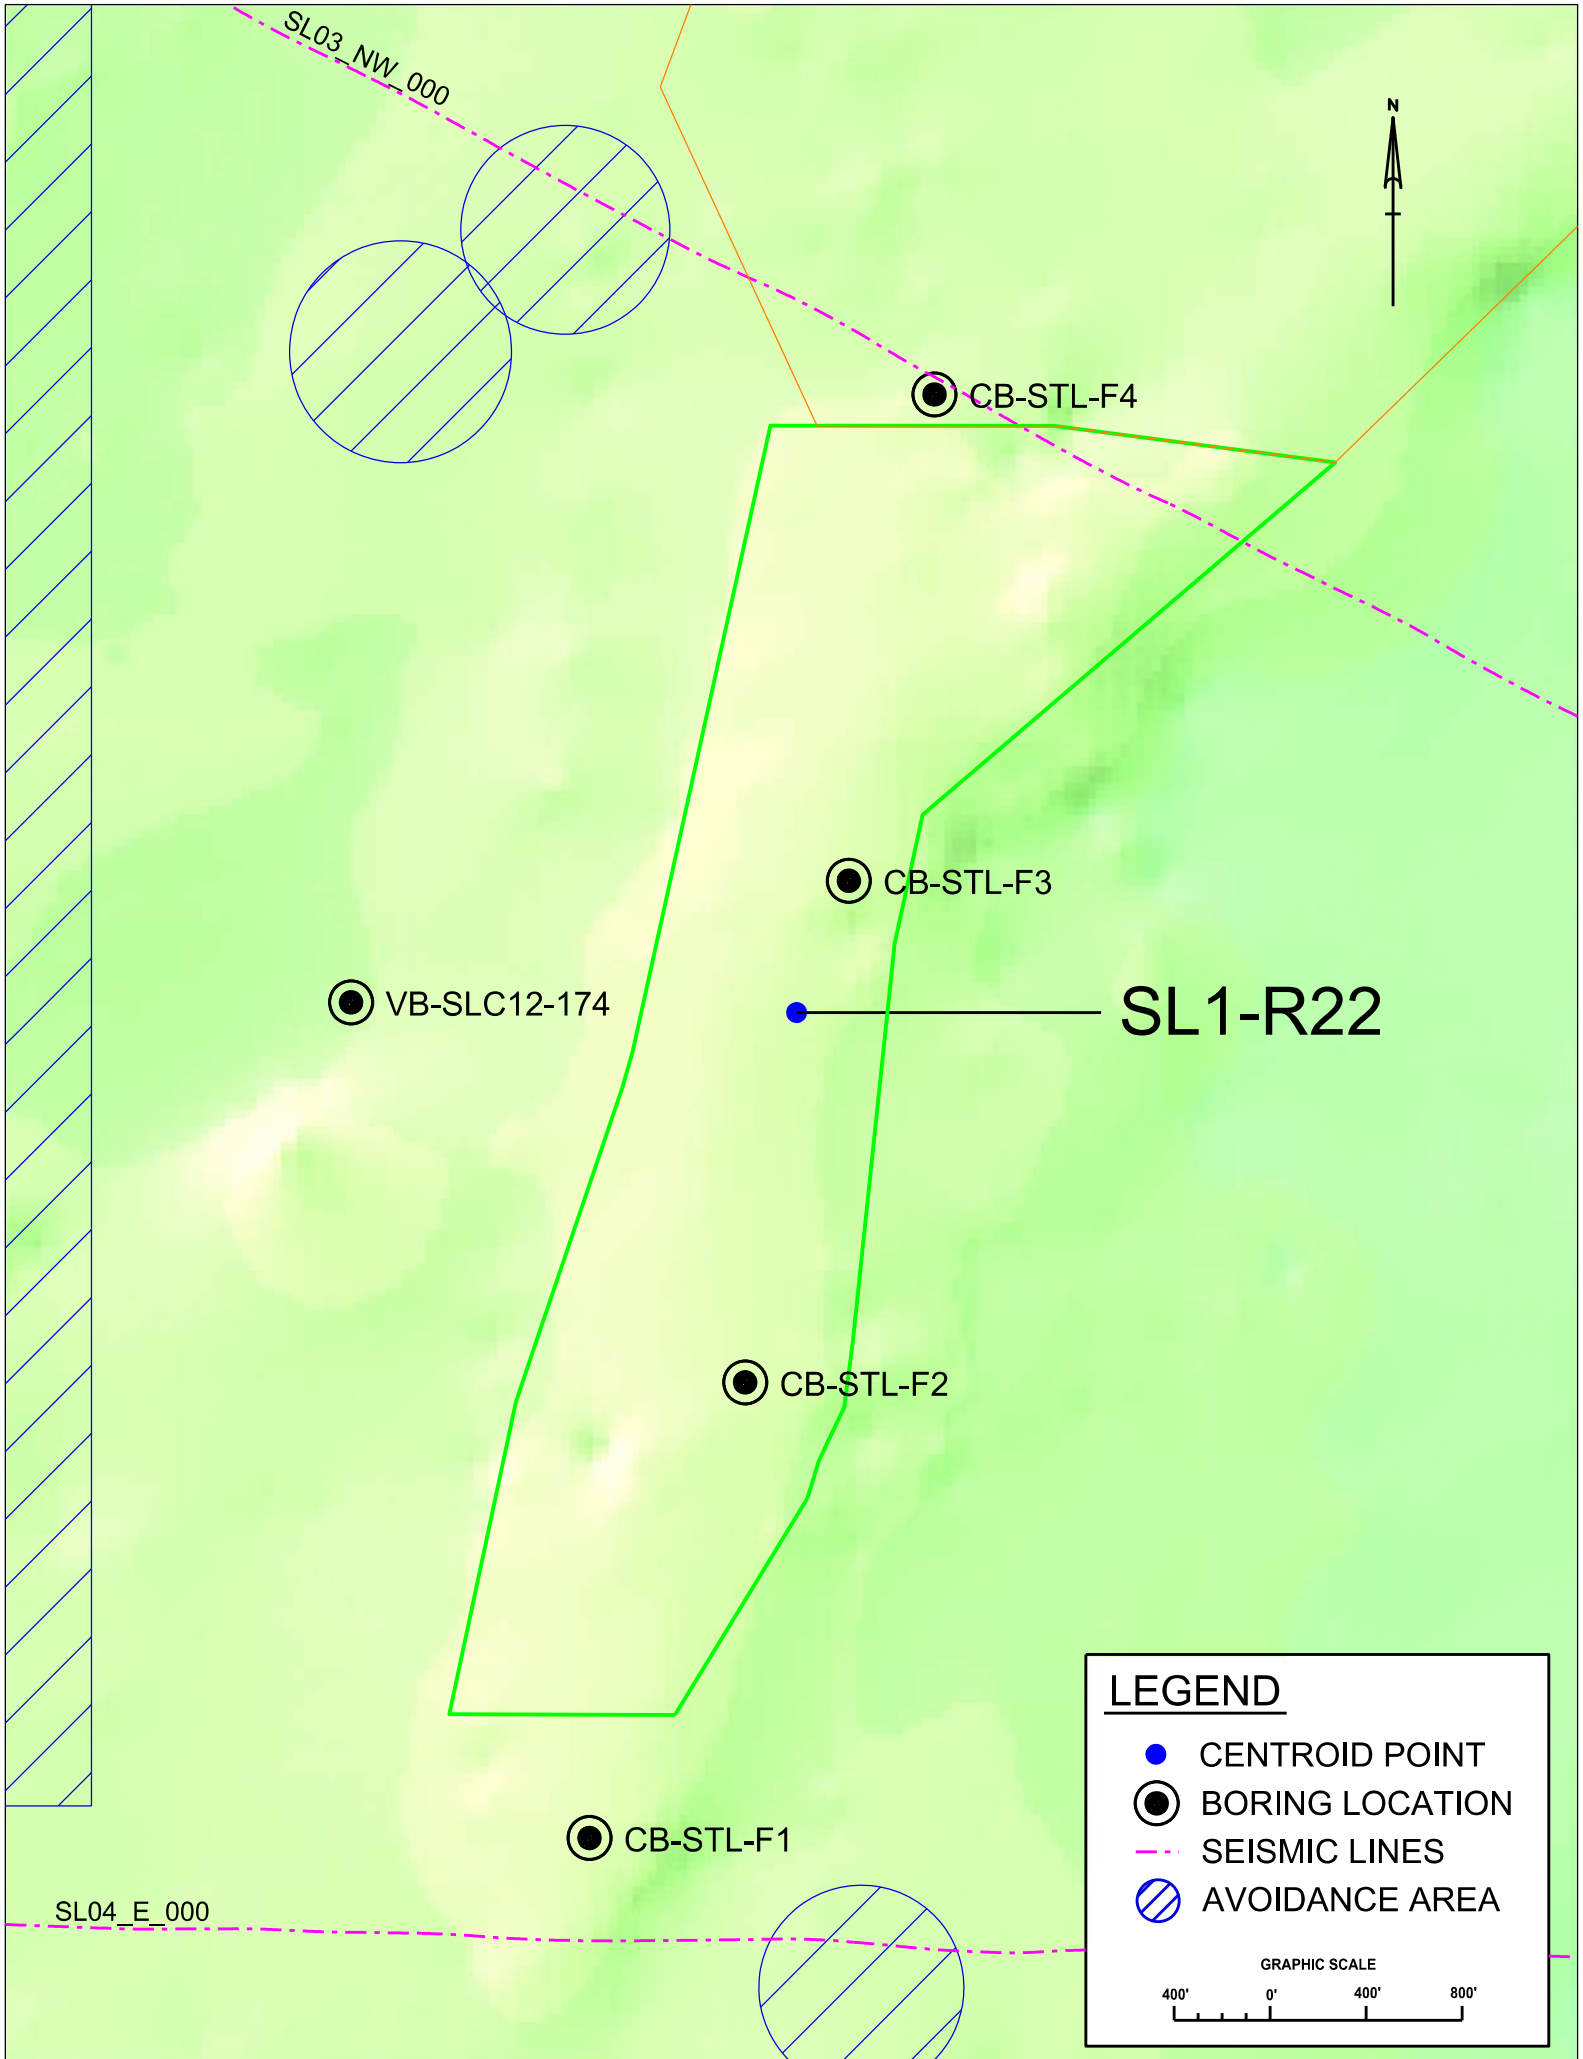 SL03_NW_000
N
CB-STL-F4
CB-STL-F3
VB-SLC12-174
SL1-R22
CB-STL-F2
CB-STL-F1
SL04_E_000
LEGEND
CENTROID POINT
BORING LOCATION
SEISMIC LINES
AVOIDANCE AREA
GRAPHIC SCALE
400' 0' 400' 800'